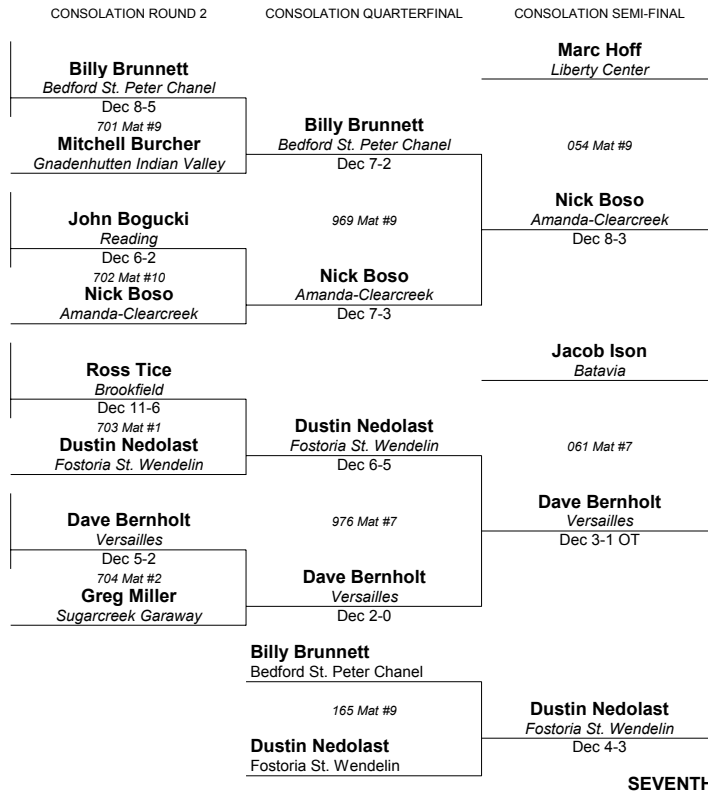 CONSOLATION ROUND 2
CONSOLATION QUARTERFINAL
CONSOLATION SEMI-FINAL
Billy Brunnett
Bedford St. Peter Chanel
Dec 8-5
701 Mat #9
Mitchell Burcher
Gnadenhutten Indian Valley
John Bogucki
Reading
Dec 6-2
702 Mat #10
Nick Boso
Amanda-Clearcreek
Ross Tice
Brookfield
Dec 11-6
703 Mat #1
Dustin Nedolast
Fostoria St. Wendelin
Dave Bernholt
Versailles
Dec 5-2
704 Mat #2
Greg Miller
Sugarcreek Garaway
Billy Brunnett
Bedford St. Peter Chanel
Dec 7-2
969 Mat #9
Nick Boso
Amanda-Clearcreek
Dec 7-3
Dustin Nedolast
Fostoria St. Wendelin
Dec 6-5
976 Mat #7
Dave Bernholt
Versailles
Dec 2-0
Marc Hoff
Liberty Center
054 Mat #9
Nick Boso
Amanda-Clearcreek
Dec 8-3
Jacob Ison
Batavia
061 Mat #7
Dave Bernholt
Versailles
Dec 3-1 OT
Billy Brunnett
Bedford St. Peter Chanel
165 Mat #9
Dustin Nedolast
Fostoria St. Wendelin
Dustin Nedolast
Fostoria St. Wendelin
Dec 4-3
SEVENTH